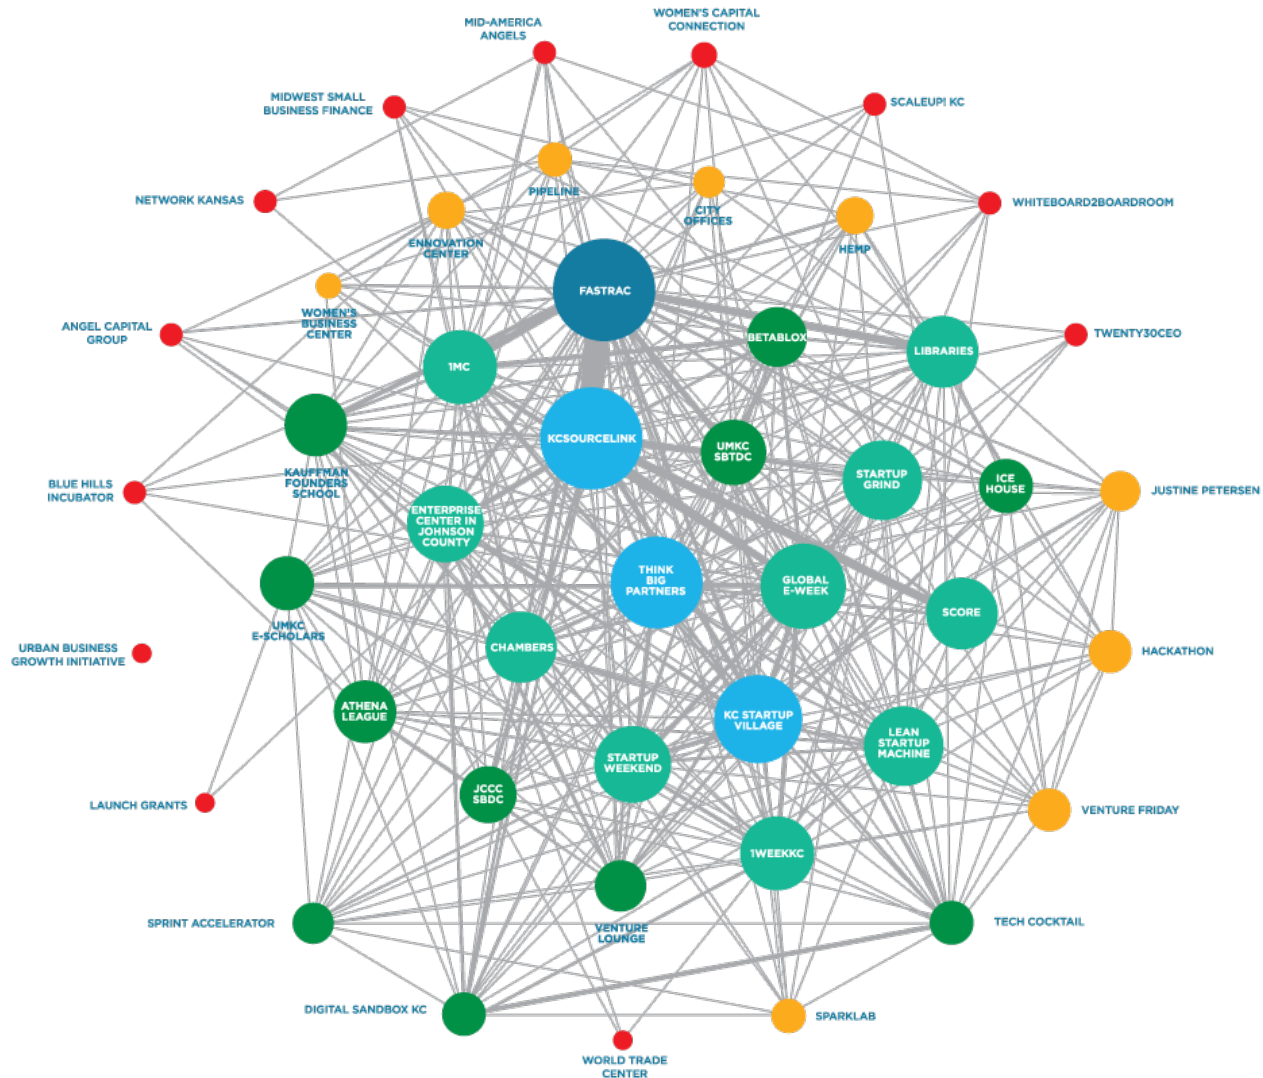 WOMEN'S CAPITAL
CONNECTION
MID-AMERICA
ANGELS
MIDWEST SMALL
BUSINESS FINANCE
SCALEUP! KC
NETWORK KANSAS
PIPELINE
CITY
OFFICES
WHITEBOARD2BOARDROOM
ENNOVATION
CENTER
HEMP
FASTRAC
WOMEN'S
BUSINESS
CENTER
ANGEL CAPITAL
GROUP
BETABLOX
TWENTY30CEO
LIBRARIES
1MC
KCSOURCELINK
UMKC
SBTDC
STARTUP
GRIND
ICE
HOUSE
KAUFFMAN
FOUNDERS
SCHOOL
BLUE HILLS
INCUBATOR
JUSTINE PETERSEN
ENTERPRISE
CENTER IN
JOHNSON
COUNTY
THINK
BIG
PARTNERS
GLOBAL
E-WEEK
SCORE
UMKC
E-SCHOLARS
CHAMBERS
URBAN BUSINESS
GROWTH INITIATIVE
HACKATHON
ATHENA
LEAGUE
KC STARTUP
VILLAGE
LEAN
STARTUP
MACHINE
STARTUP
WEEKEND
JCCC
SBDC
LAUNCH GRANTS
VENTURE FRIDAY
1WEEKKC
SPRINT ACCELERATOR
VENTURE
LOUNGE
TECH COCKTAIL
DIGITAL SANDBOX KC
SPARKLAB
WORLD TRADE
CENTER